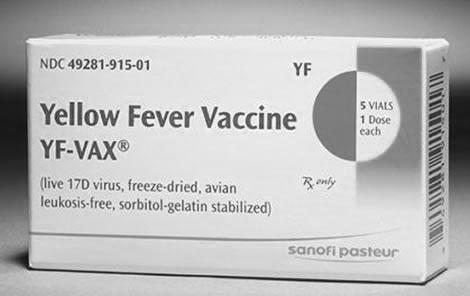 NDC 49281-915-01
YF
Yellow Fever Vaccine
YF-VAX®
5 VIALS
1 Dose
each
(live 17D virus, freeze-dried, avian
leukosis-free, sorbitol-gelatin stabilized)
Rx only
sanofi pasteur